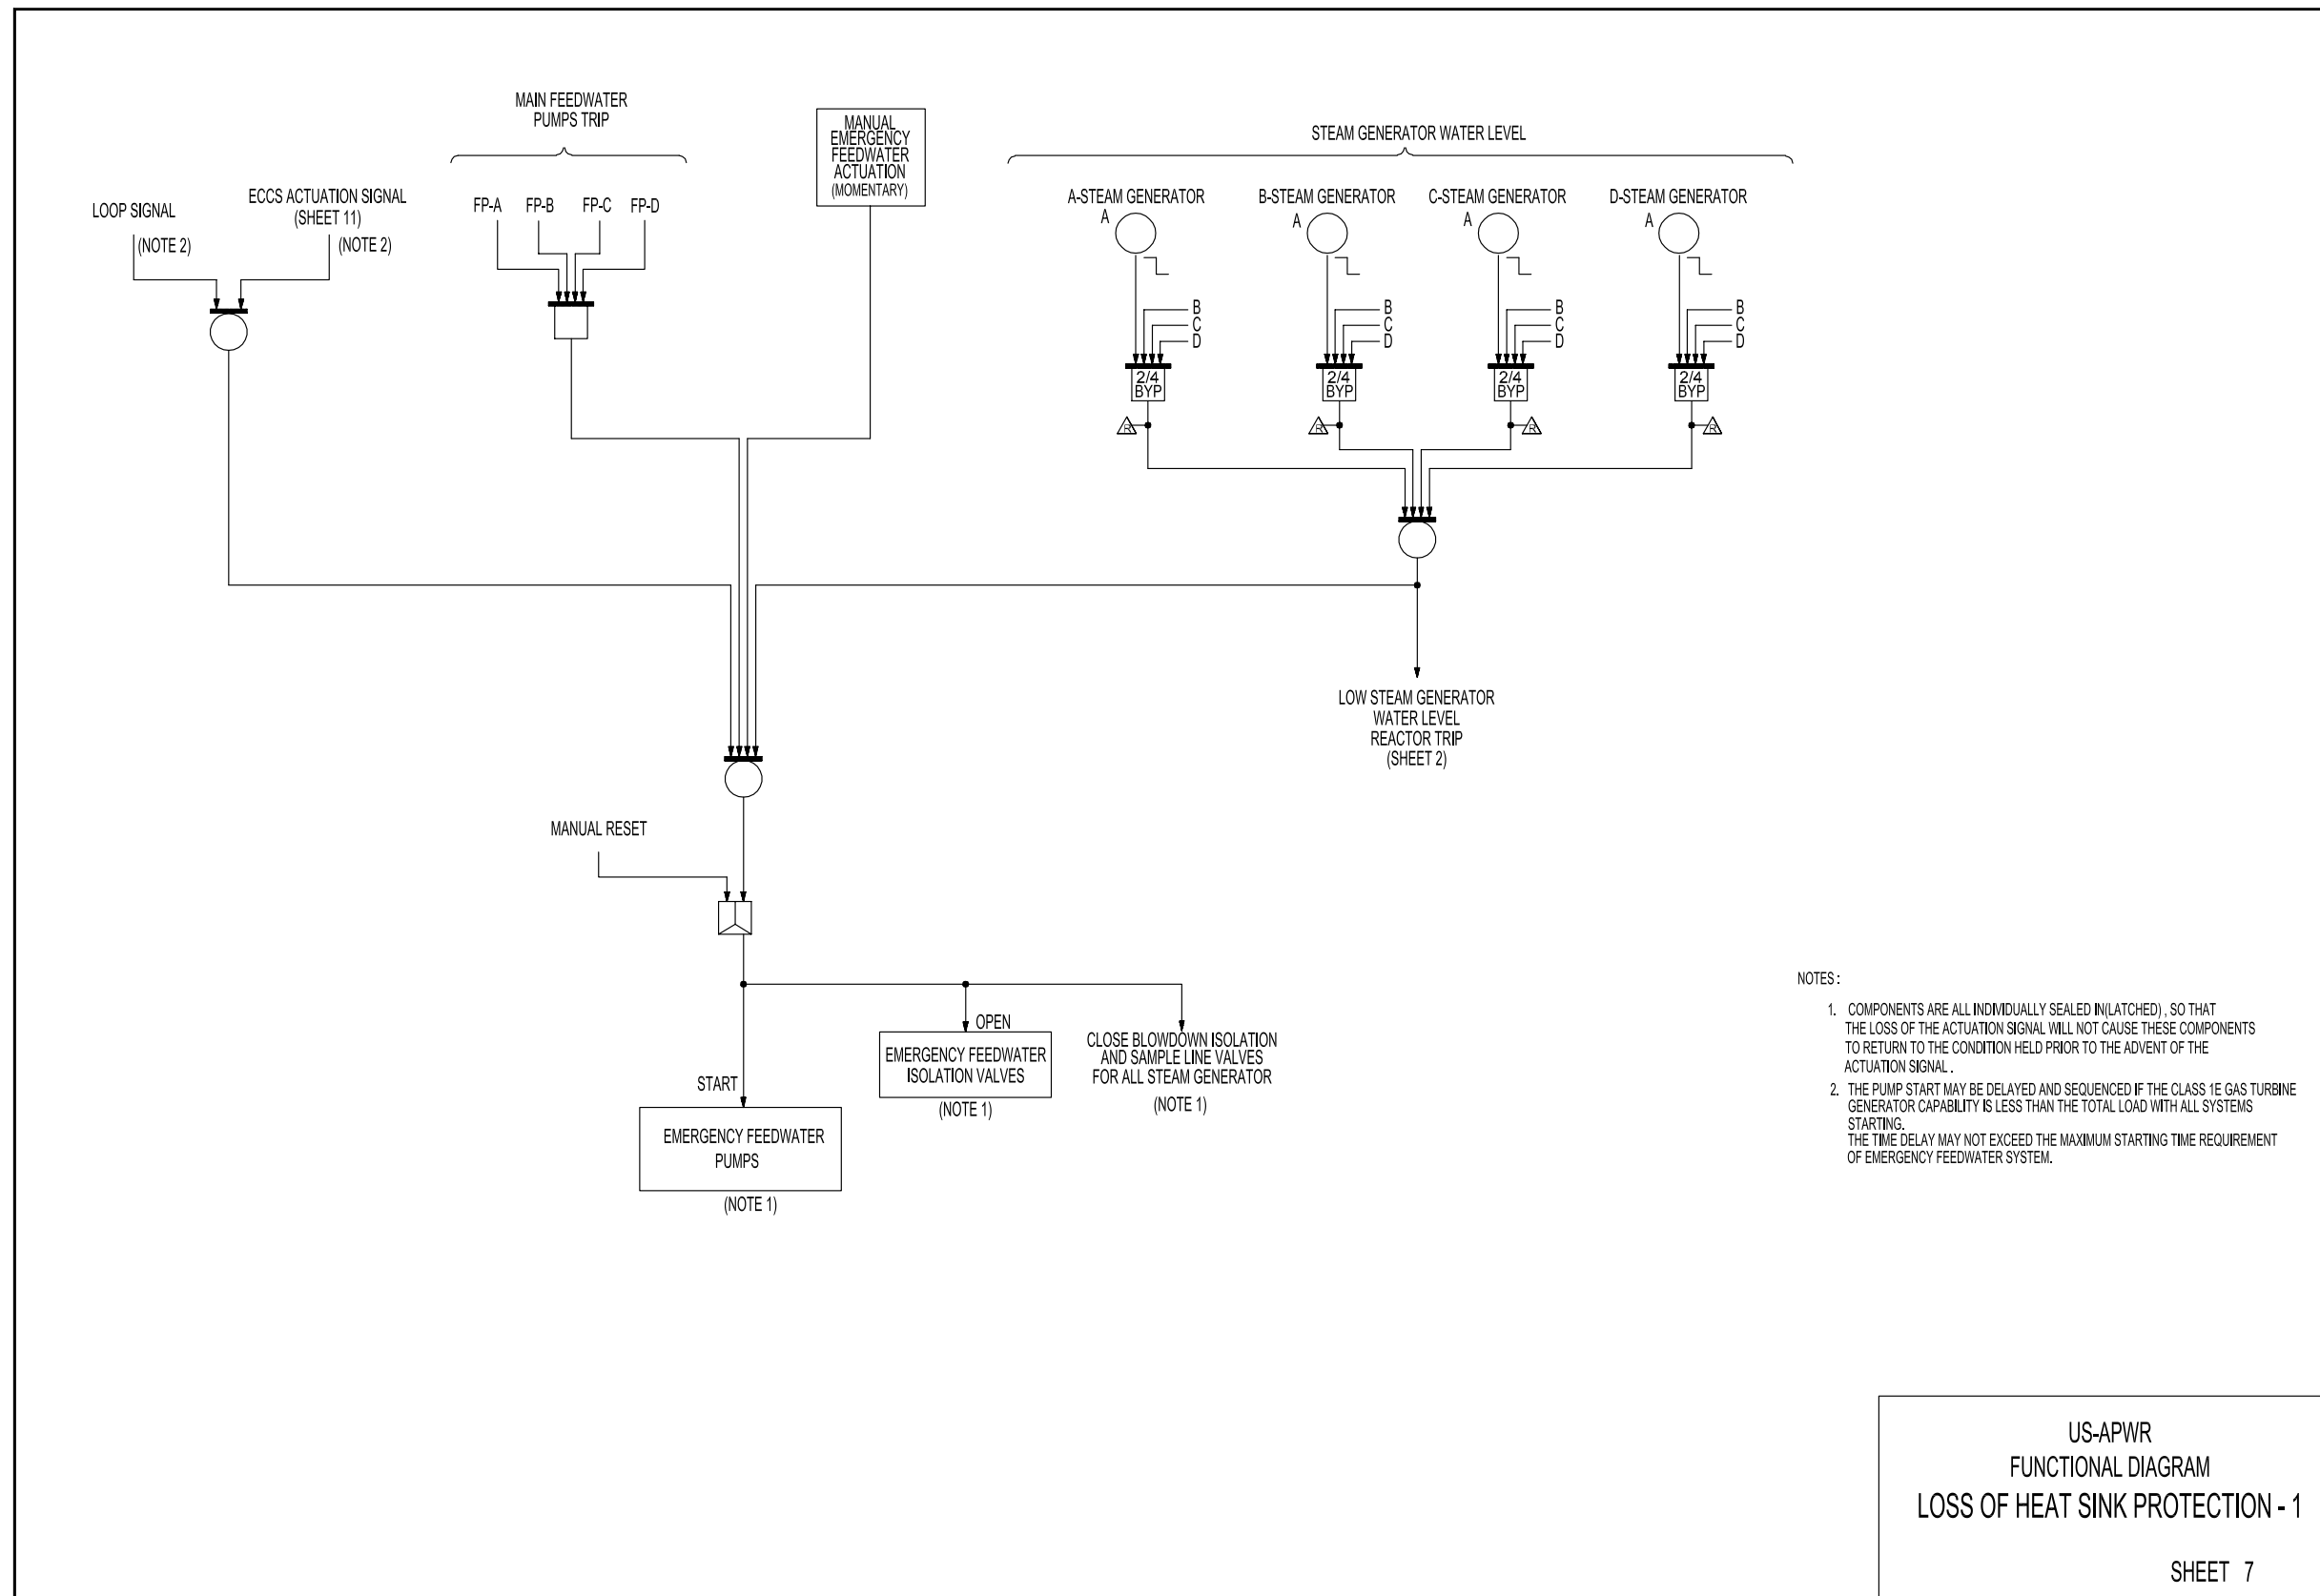 MAIN FEEDWATER
PUMPS TRIP
MANUAL
EMERGENCY
FEEDWATER
ACTUATION
(MOMENTARY)
STEAM GENERATOR WATER LEVEL
LOOP SIGNAL
(NOTE 2)
ECCS ACTUATION SIGNAL
(SHEET 11)
(NOTE 2)
FP-A
FP-B
FP-C
FP-D
A-STEAM GENERATOR
A
B
C
D
2/4
BYP
R
B-STEAM GENERATOR
A
B
C
D
2/4
BYP
R
C-STEAM GENERATOR
A
B
C
D
2/4
BYP
R
D-STEAM GENERATOR
A
B
C
D
2/4
BYP
R
LOW STEAM GENERATOR
WATER LEVEL
REACTOR TRIP
(SHEET 2)
MANUAL RESET
START
EMERGENCY FEEDWATER
PUMPS
(NOTE 1)
OPEN
EMERGENCY FEEDWATER
ISOLATION VALVES
(NOTE 1)
CLOSE BLOWDOWN ISOLATION
AND SAMPLE LINE VALVES
FOR ALL STEAM GENERATOR
(NOTE 1)
NOTES :
1. COMPONENTS ARE ALL INDIVIDUALLY SEALED IN(LATCHED) , SO THAT
THE LOSS OF THE ACTUATION SIGNAL WILL NOT CAUSE THESE COMPONENTS
TO RETURN TO THE CONDITION HELD PRIOR TO THE ADVENT OF THE
ACTUATION SIGNAL .
2. THE PUMP START MAY BE DELAYED AND SEQUENCED IF THE CLASS 1E GAS TURBINE
GENERATOR CAPABILITY IS LESS THAN THE TOTAL LOAD WITH ALL SYSTEMS
STARTING.
THE TIME DELAY MAY NOT EXCEED THE MAXIMUM STARTING TIME REQUIREMENT
OF EMERGENCY FEEDWATER SYSTEM.
US-APWR
FUNCTIONAL DIAGRAM
LOSS OF HEAT SINK PROTECTION - 1
SHEET 7